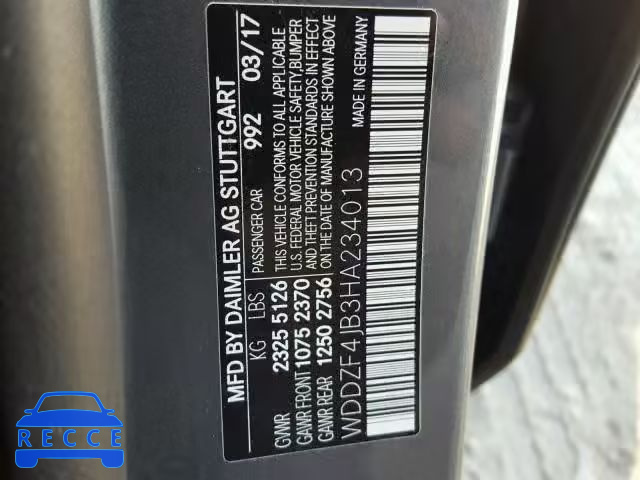 MFD BY DAIMLER AG STUTTGART
KG LBS PASSENGER CAR 992 03/17
GVWR 2325 5126 THIS VEHICLE CONFORMS TO ALL APPLICABLE
GAWR FRONT 1075 2370 U.S. FEDERAL MOTOR VEHICLE SAFETY,BUMPER
AND THEFT PREVENTION STANDARDS IN EFFECT
GAWR REAR 1250 2756 ON THE DATE OF MANUFACTURE SHOWN ABOVE
WDDZF4JB3HA234013 MADE IN GERMANY
RECCE